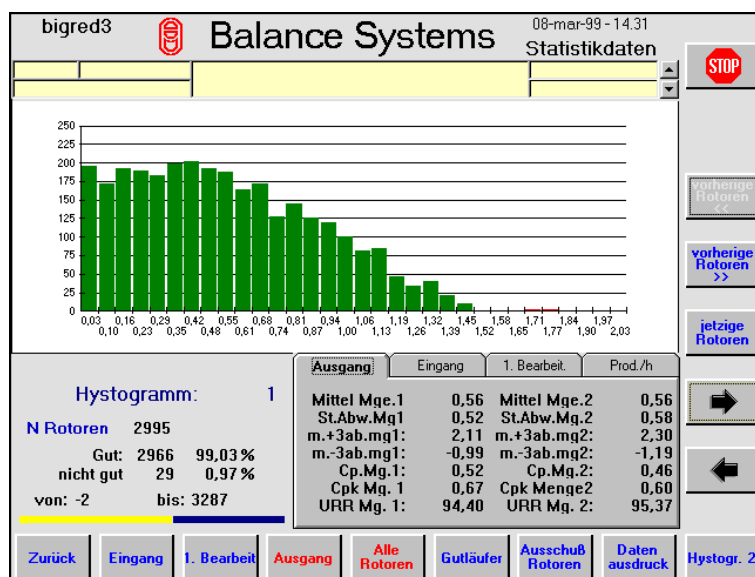 bigred3
Balance Systems
08-mar-99 - 14.31
Statistikdaten
STOP
250
225
200
175
150
125
100
75
50
25
0
0,03 0,16 0,29 0,42 0,55 0,68 0,81 0,94 1,06 1,19 1,32 1,45 1,58 1,71 1,84 1,97
0,10 0,23 0,35 0,48 0,61 0,74 0,87 1,00 1,13 1,26 1,39 1,52 1,65 1,77 1,90 2,03
vorherige
Rotoren
<<
vorherige
Rotoren
>>
jetzige
Rotoren
Hystogramm: 1
N Rotoren 2995
Gut: 2966 99,03 %
nicht gut 29 0,97 %
von: -2 bis: 3287
Ausgang Eingang 1. Bearbeit. Prod./h
Mittel Mge.1 0,56 Mittel Mge.2 0,56
St.Abw.Mg1 0,52 St.Abw.Mg.2 0,58
m.+3ab.mg1: 2,11 m.+3ab.mg2: 2,30
m.-3ab.mg1: -0,99 m.-3ab.mg2: -1,19
Cp.Mg.1: 0,52 Cp.Mg.2: 0,46
Cpk Mg. 1 0,67 Cpk Menge2 0,60
URR Mg. 1: 94,40 URR Mg. 2: 95,37
Zurück Eingang 1. Bearbeit Ausgang Alle Rotoren Gutläufer Ausschuß Rotoren Daten ausdruck Hystogr. 2